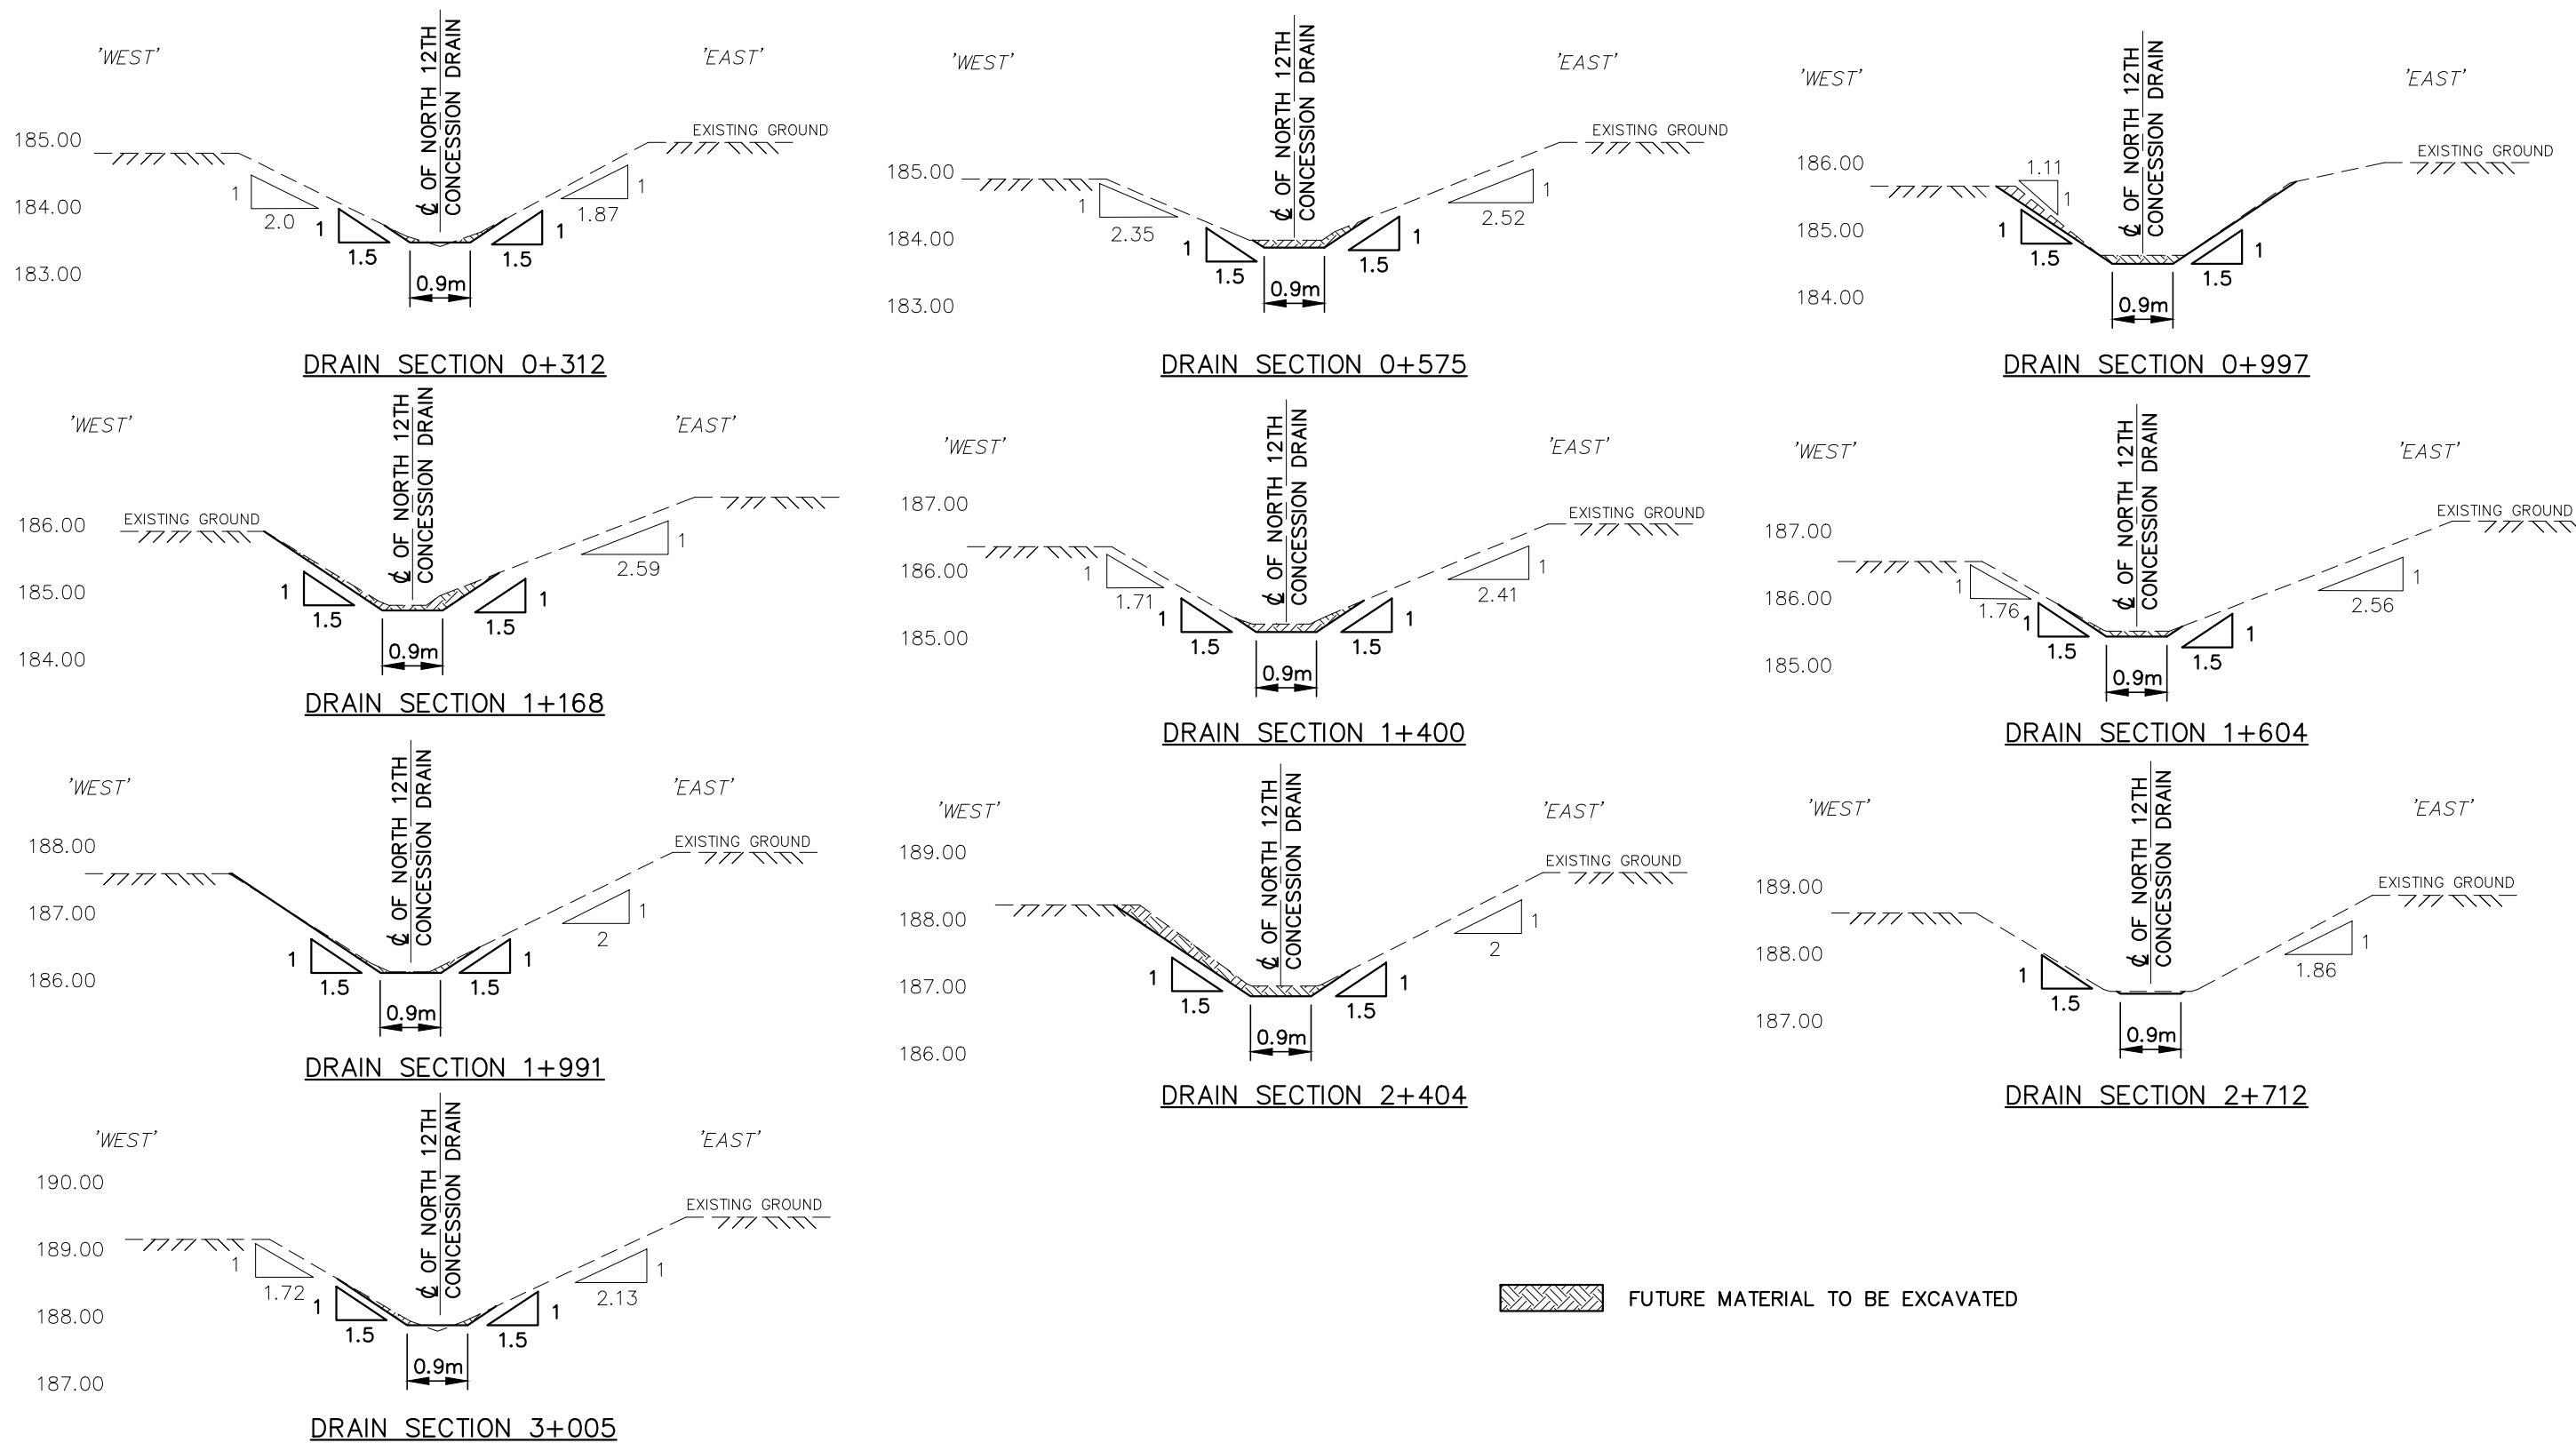 'WEST'
℄ OF NORTH 12TH
CONCESSION DRAIN
'EAST'
185.00
184.00
183.00
EXISTING GROUND
1
2.0
1
1.5
1
1.87
1
1.5
0.9m
DRAIN SECTION 0+312
'WEST'
℄ OF NORTH 12TH
CONCESSION DRAIN
'EAST'
185.00
184.00
183.00
EXISTING GROUND
1
2.35
1
1.5
1
2.52
1
1.5
0.9m
DRAIN SECTION 0+575
'WEST'
℄ OF NORTH 12TH
CONCESSION DRAIN
'EAST'
186.00
185.00
184.00
EXISTING GROUND
1.11
1
1
1.5
1
1.5
0.9m
DRAIN SECTION 0+997
'WEST'
℄ OF NORTH 12TH
CONCESSION DRAIN
'EAST'
186.00
185.00
184.00
EXISTING GROUND
1
1.5
1
2.59
1
1.5
0.9m
DRAIN SECTION 1+168
'WEST'
℄ OF NORTH 12TH
CONCESSION DRAIN
'EAST'
187.00
186.00
185.00
EXISTING GROUND
1
1.71
1
1.5
1
2.41
1
1.5
0.9m
DRAIN SECTION 1+400
'WEST'
℄ OF NORTH 12TH
CONCESSION DRAIN
'EAST'
187.00
186.00
185.00
EXISTING GROUND
1
1.76
1
1.5
1
2.56
1
1.5
0.9m
DRAIN SECTION 1+604
'WEST'
℄ OF NORTH 12TH
CONCESSION DRAIN
'EAST'
188.00
187.00
186.00
EXISTING GROUND
1
1.5
1
2
1
1.5
0.9m
DRAIN SECTION 1+991
'WEST'
℄ OF NORTH 12TH
CONCESSION DRAIN
'EAST'
189.00
188.00
187.00
186.00
EXISTING GROUND
1
1.5
1
2
1
1.5
0.9m
DRAIN SECTION 2+404
'WEST'
℄ OF NORTH 12TH
CONCESSION DRAIN
'EAST'
189.00
188.00
187.00
EXISTING GROUND
1
1.5
1
1.86
0.9m
DRAIN SECTION 2+712
'WEST'
℄ OF NORTH 12TH
CONCESSION DRAIN
'EAST'
190.00
189.00
188.00
187.00
EXISTING GROUND
1
1.72
1
1.5
1
2.13
1
1.5
0.9m
DRAIN SECTION 3+005
FUTURE MATERIAL TO BE EXCAVATED